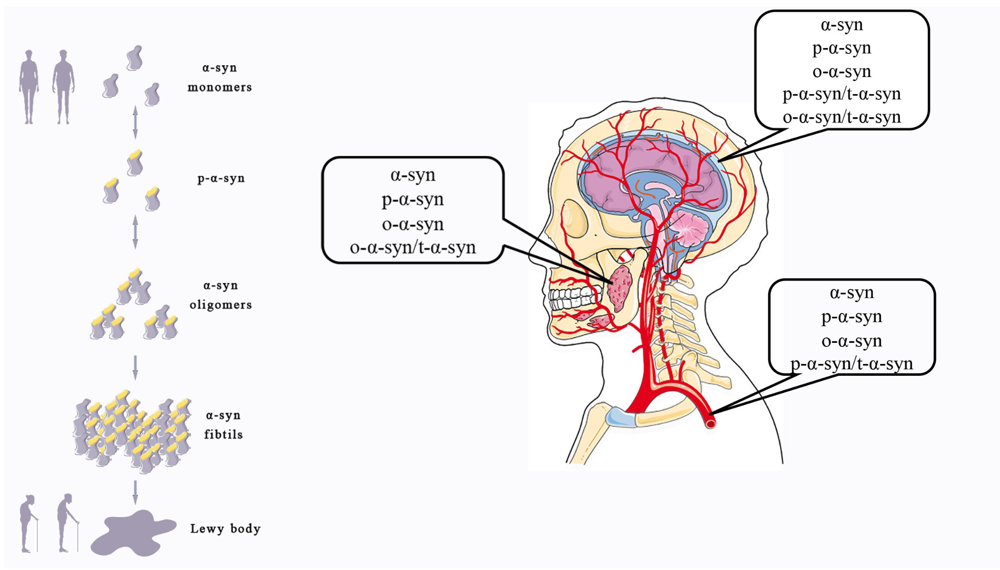 α-syn
monomers
p-α-syn
α-syn
oligomers
α-syn
fibtils
Lewy body
α-syn
p-α-syn
o-α-syn
o-α-syn/t-α-syn
α-syn
p-α-syn
o-α-syn
p-α-syn/t-α-syn
o-α-syn/t-α-syn
α-syn
p-α-syn
o-α-syn
p-α-syn/t-α-syn